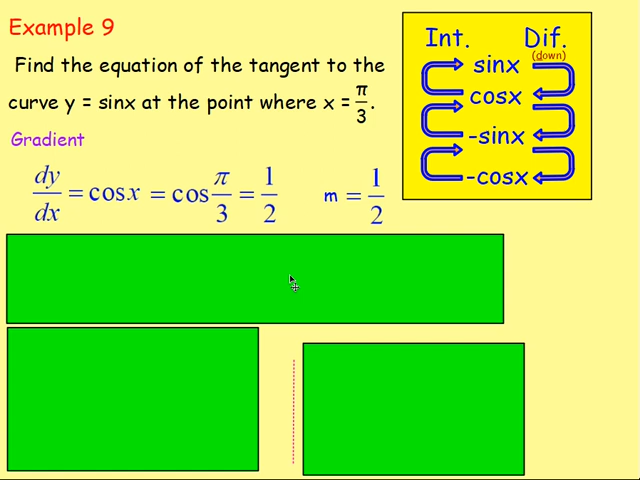 Example 9
Find the equation of the tangent to the
curve y = sinx at the point where x = π/3.
Gradient
dy/dx = cosx = cos π/3 = 1/2   m = 1/2
Int. Dif.
(down)
sinx
cosx
-sinx
-cosx